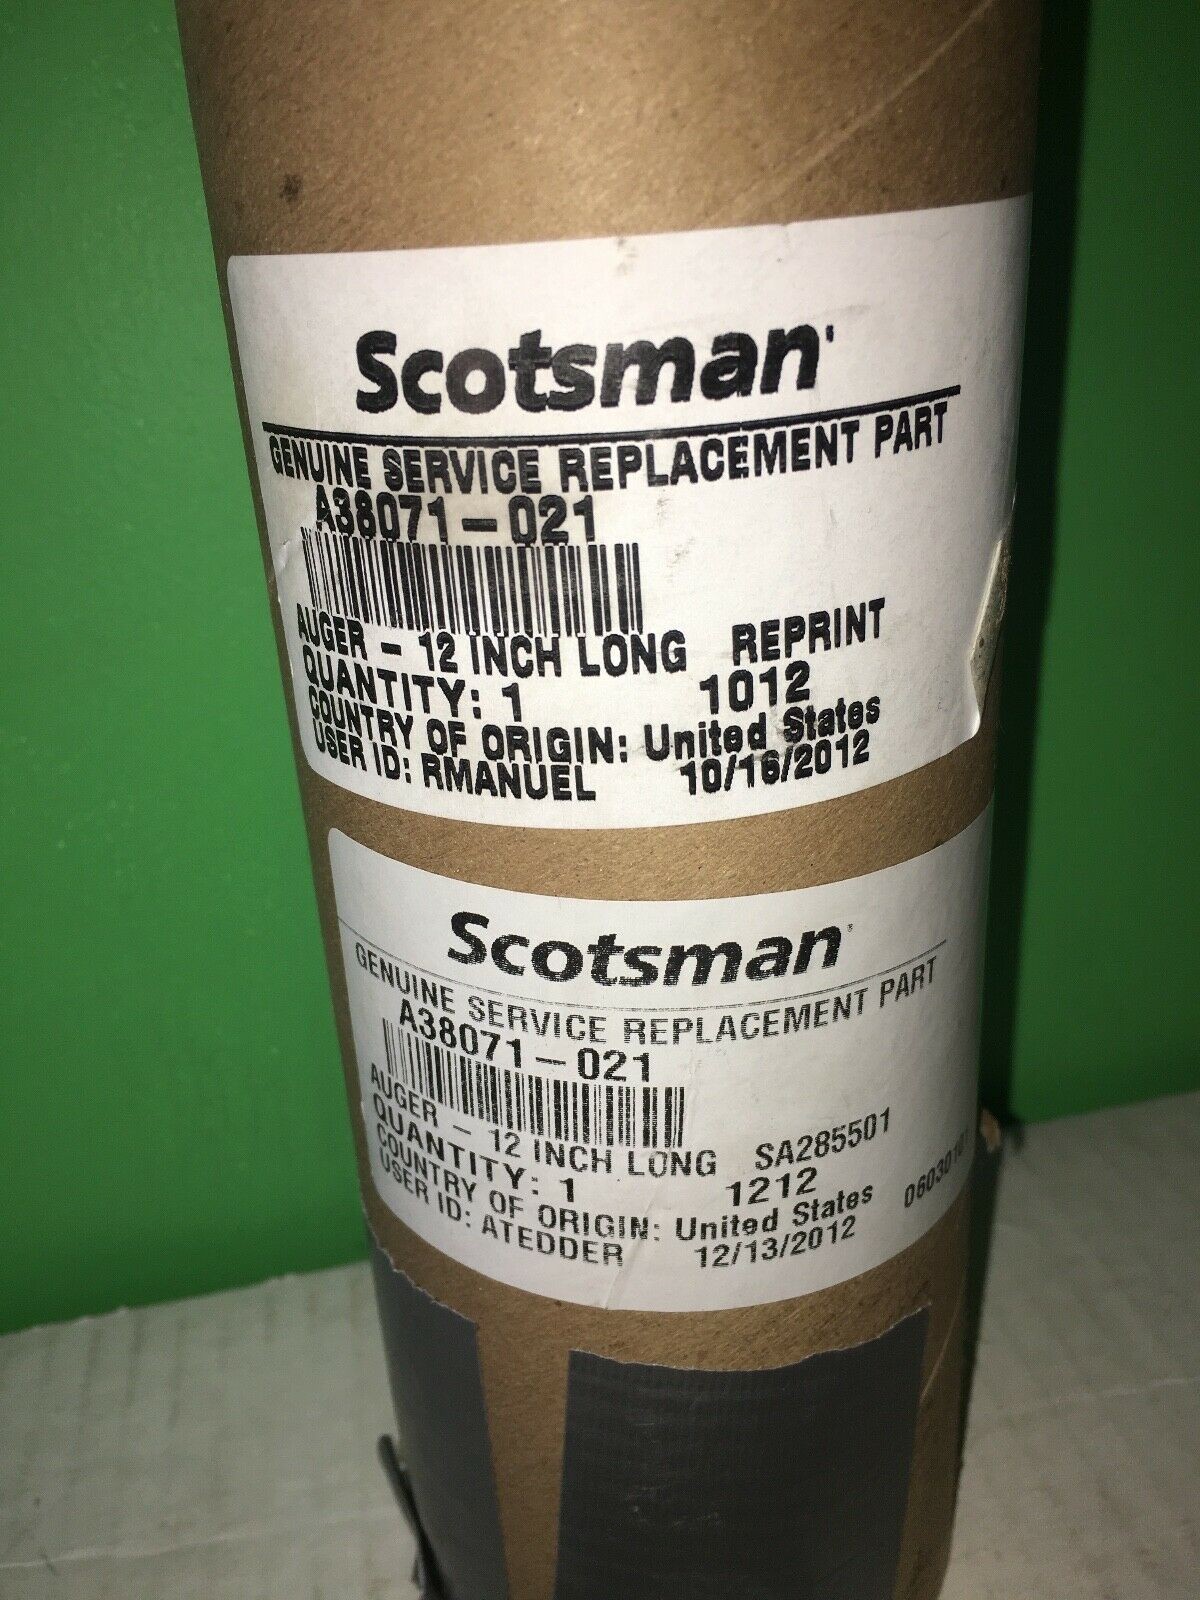 Scotsman
GENUINE SERVICE REPLACEMENT PART
A38071-021
AUGER - 12 INCH LONG REPRINT
QUANTITY: 1 1012
COUNTRY OF ORIGIN: United States
USER ID: RMANUEL 10/16/2012
Scotsman
GENUINE SERVICE REPLACEMENT PART
A38071-021
AUGER - 12 INCH LONG SA285501
QUANTITY: 1 1212
COUNTRY OF ORIGIN: United States
USER ID: ATEDDER 12/13/2012